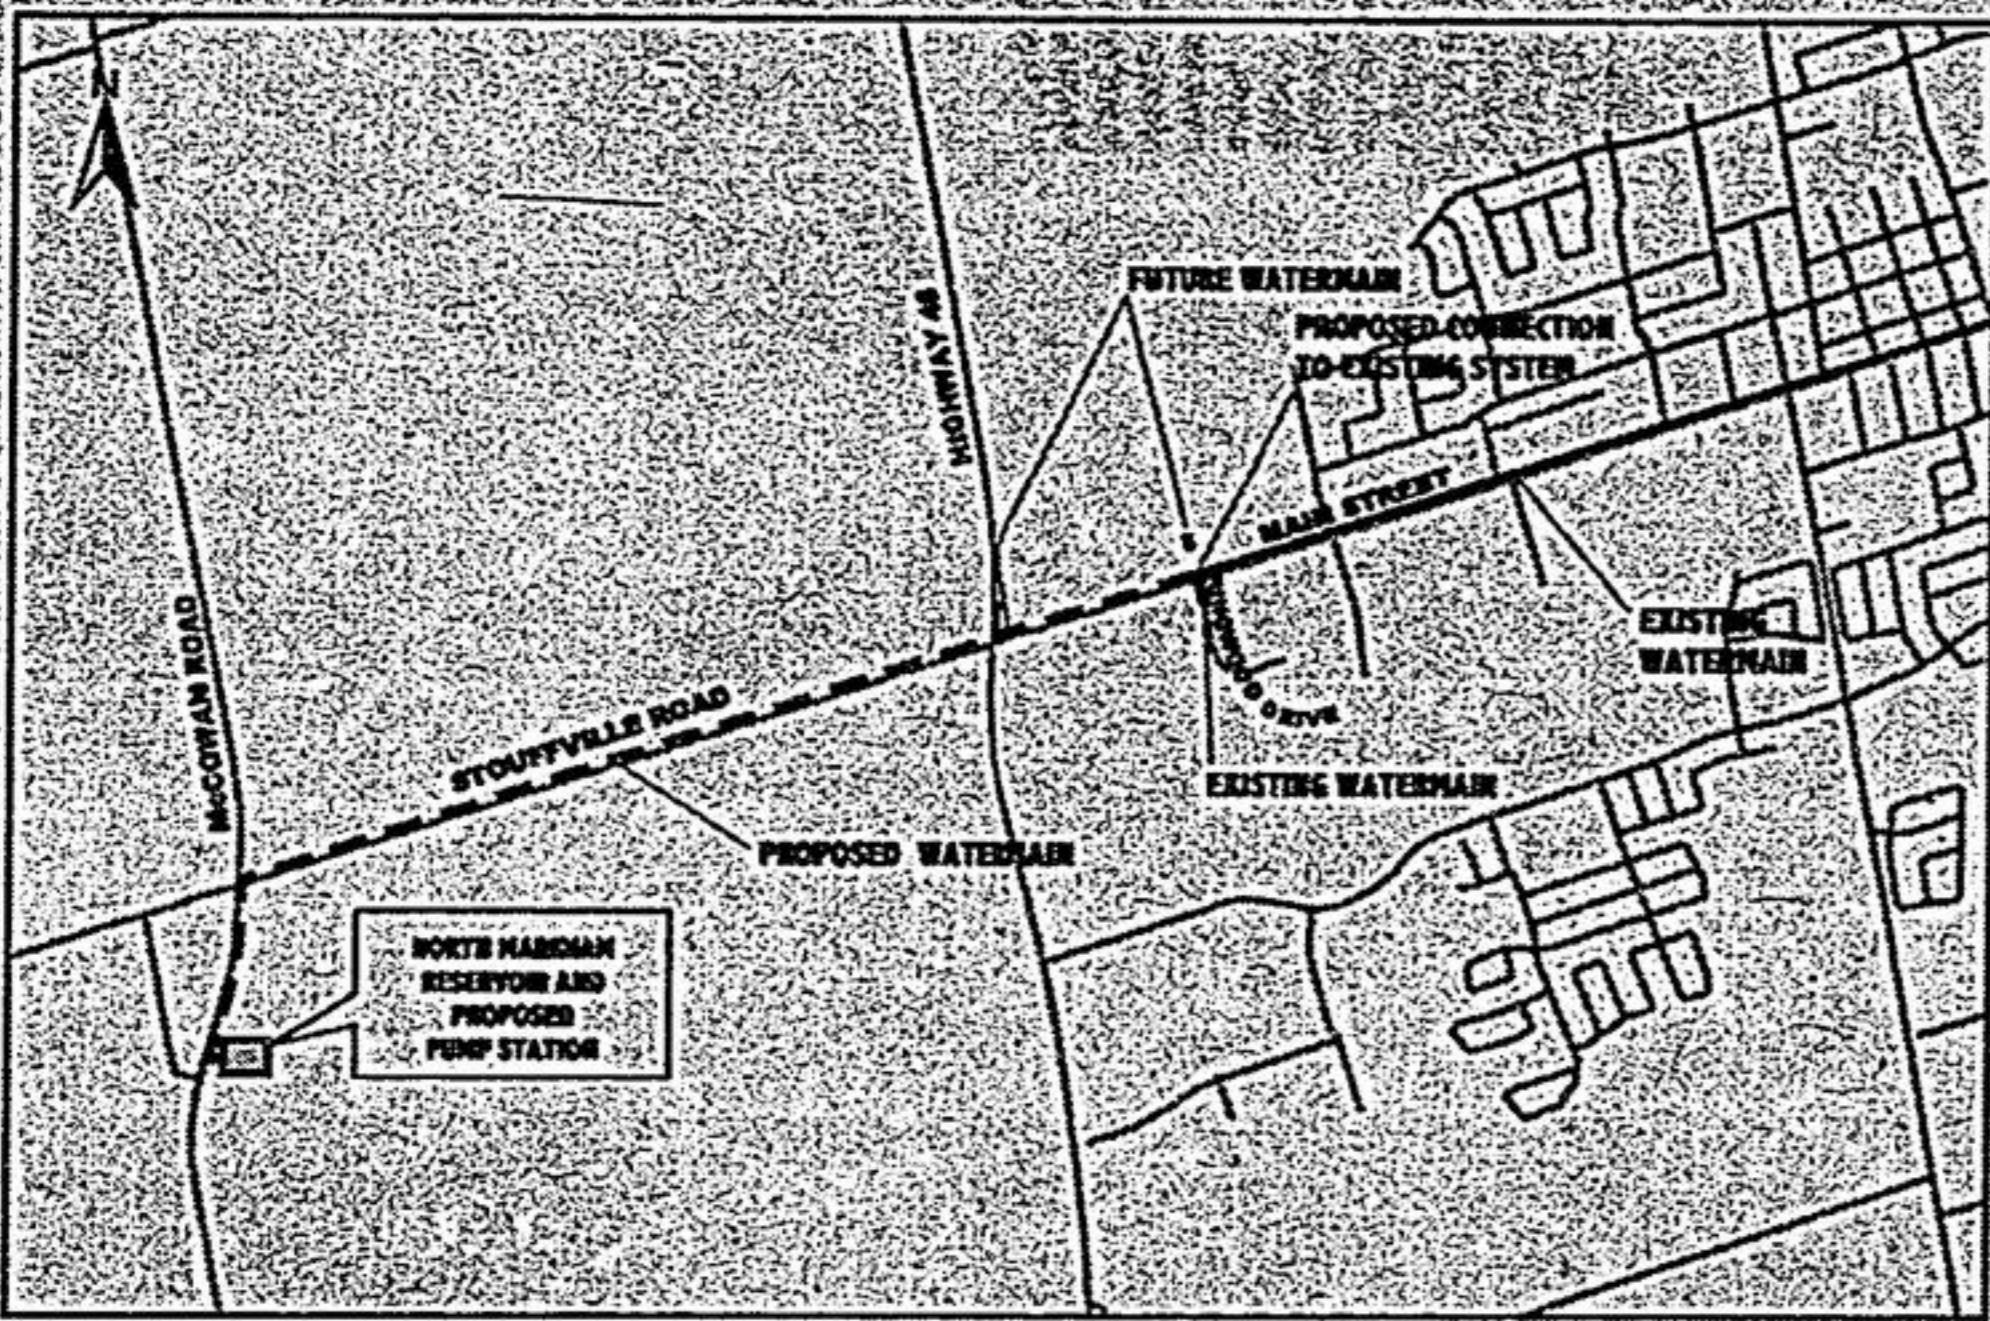 N
HIGHWAY 48
FUTURE WATERMAIN
PROPOSED CONNECTION
TO EXISTING SYSTEM
MAIN STREET
McCOWAN ROAD
STOUFFVILLE ROAD
EXISTING
WATERMAIN
DRIVE
EXISTING WATERMAIN
PROPOSED WATERMAIN
NORTH MARKHAM
RESERVOIR AND
PROPOSED
PUMP STATION